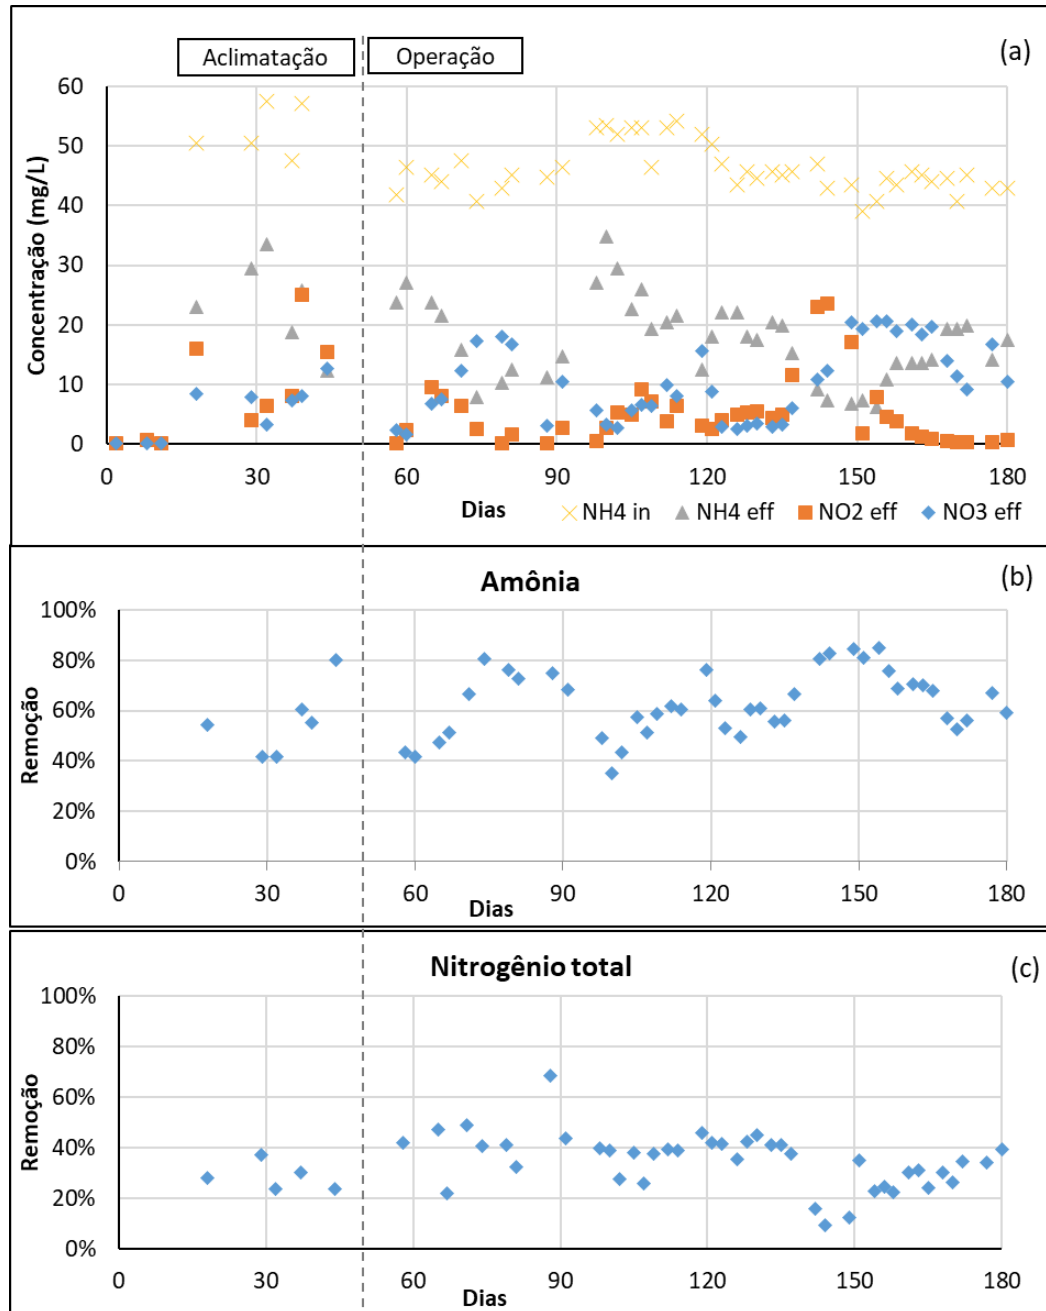 Aclimatação
Operação
(a)
60
50
40
30
20
10
0
Concentração (mg/L)
0 30 60 90 120 150 180
Dias
NH4 in NH4 eff NO2 eff NO3 eff
Amônia
(b)
100%
80%
60%
40%
20%
0%
Remoção
0 30 60 90 120 150 180
Dias
Nitrogênio total
(c)
100%
80%
60%
40%
20%
0%
Remoção
0 30 60 90 120 150 180
Dias